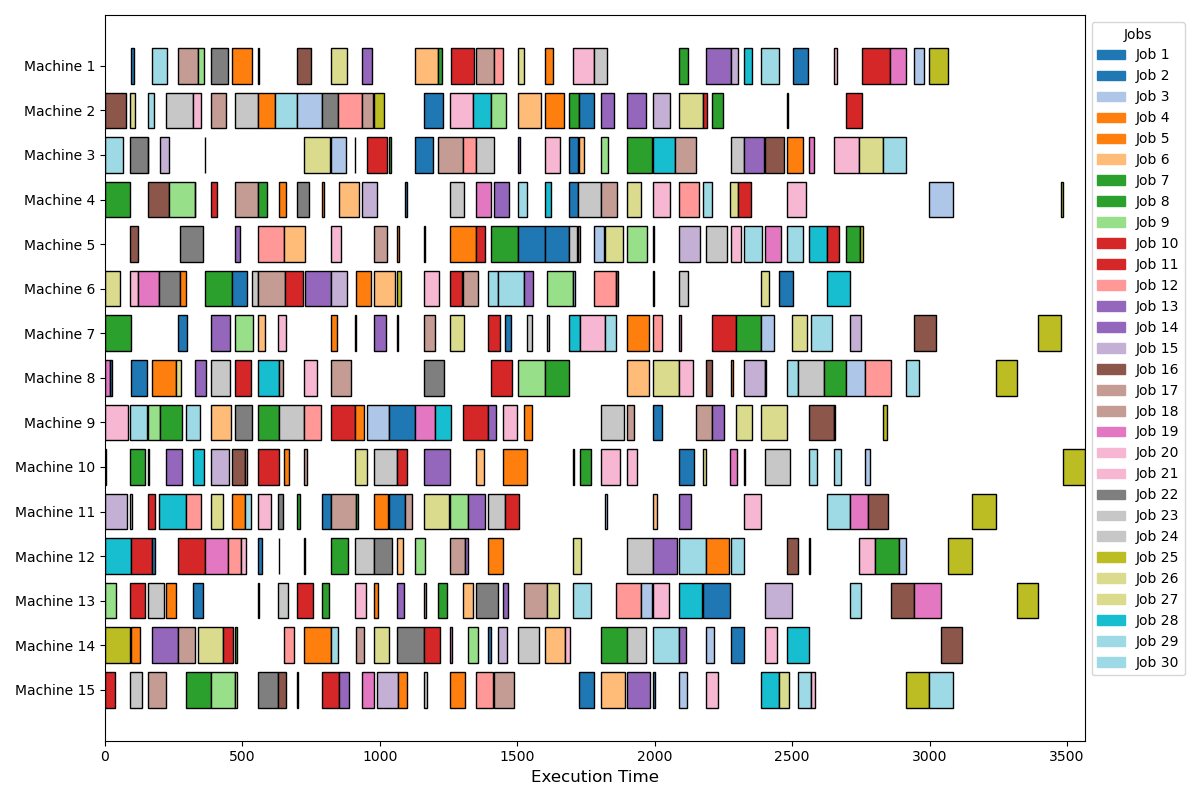 Machine 1
Machine 2
Machine 3
Machine 4
Machine 5
Machine 6
Machine 7
Machine 8
Machine 9
Machine 10
Machine 11
Machine 12
Machine 13
Machine 14
Machine 15
0 500 1000 1500 2000 2500 3000 3500
Execution Time
Jobs
Job 1
Job 2
Job 3
Job 4
Job 5
Job 6
Job 7
Job 8
Job 9
Job 10
Job 11
Job 12
Job 13
Job 14
Job 15
Job 16
Job 17
Job 18
Job 19
Job 20
Job 21
Job 22
Job 23
Job 24
Job 25
Job 26
Job 27
Job 28
Job 29
Job 30